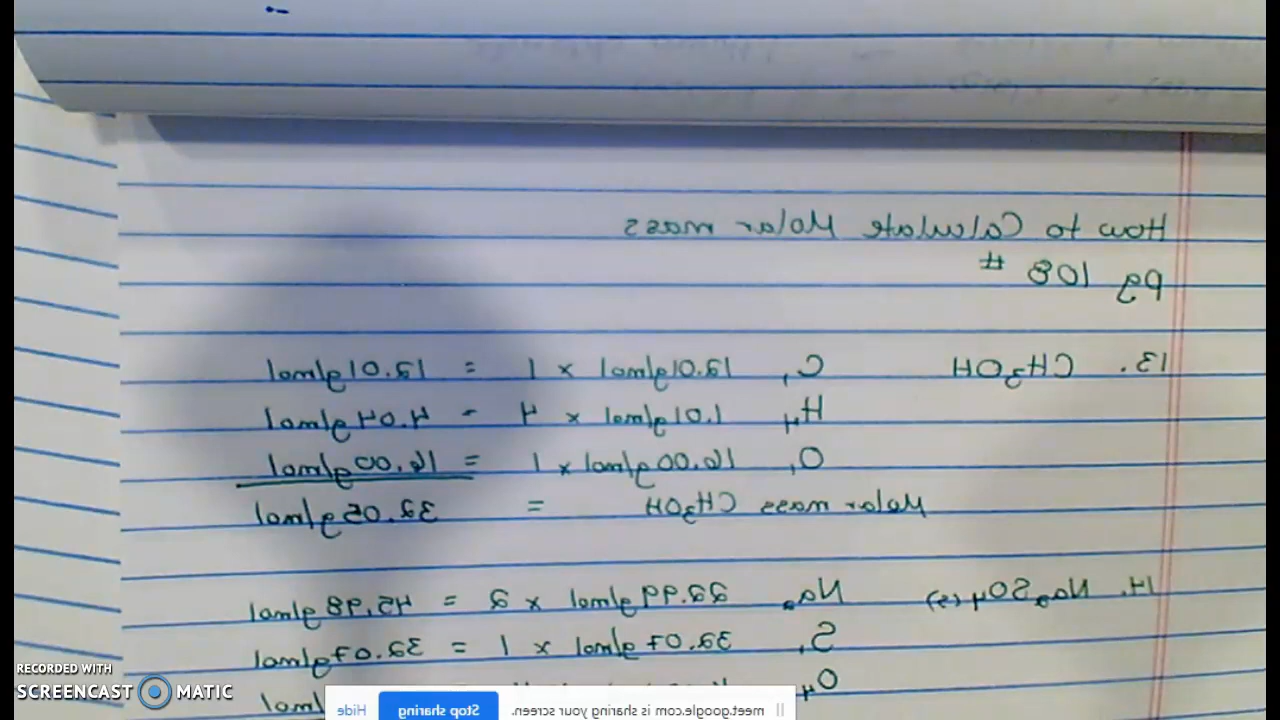 How to Calculate Molar mass
pg 108 #
13. CH3OH C1 12.01g/mol x 1 = 12.01g/mol
H4 1.01g/mol x 4 = 4.04g/mol
O1 16.00g/mol x 1 = 16.00g/mol
Molar mass CH3OH = 32.05g/mol
14. Na2SO4(s) Na2 22.99g/mol x 2 = 45.98g/mol
S1 32.07g/mol x 1 = 32.07g/mol
O4
RECORDED WITH
SCREENCAST MATIC
meet.google.com is sharing your screen. Stop sharing Hide